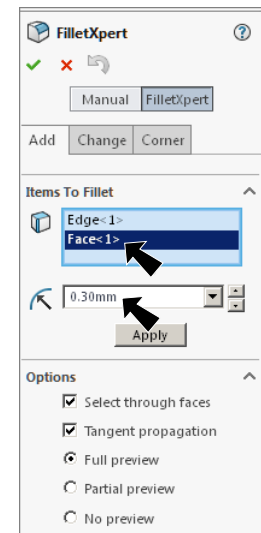 FilletXpert
Manual FilletXpert
Add Change Corner
Items To Fillet
Edge<1>
Face<1>
0.30mm
Apply
Options
Select through faces
Tangent propagation
Full preview
Partial preview
No preview